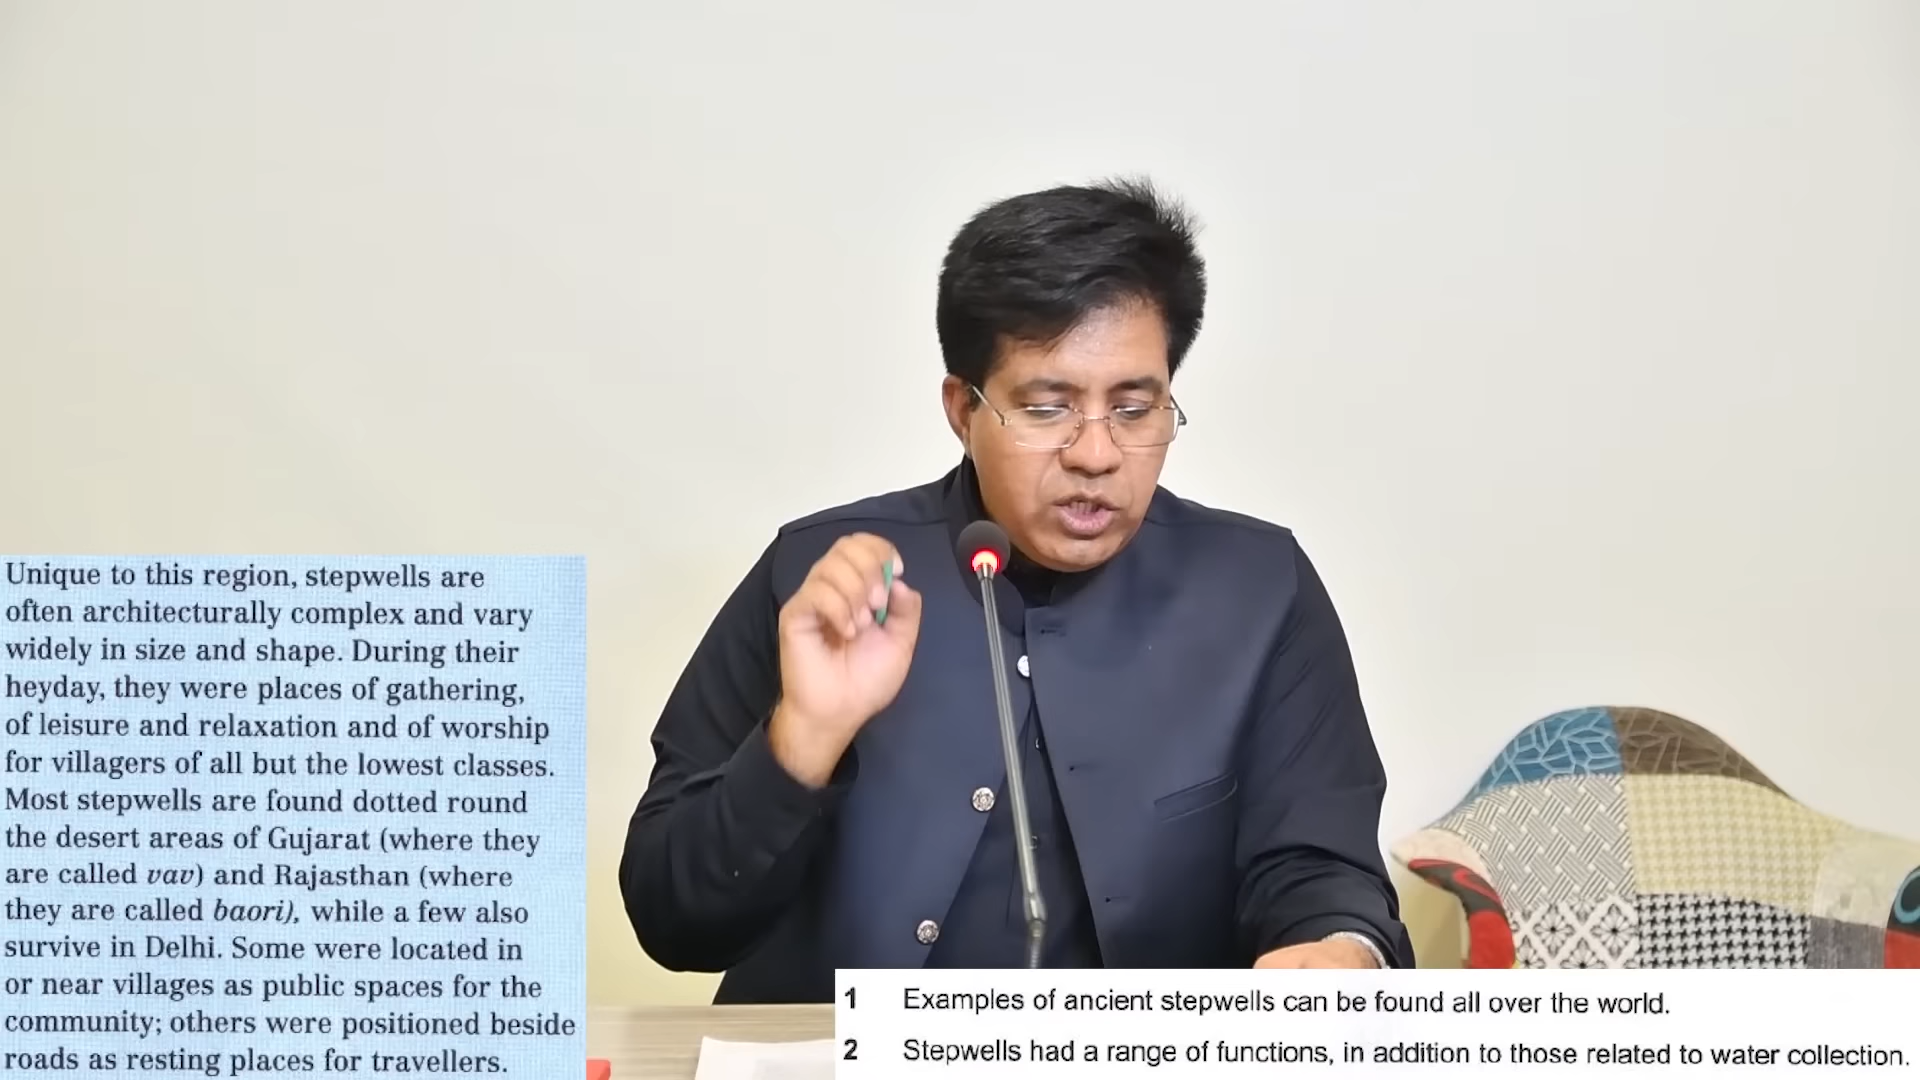 Unique to this region, stepwells are
often architecturally complex and vary
widely in size and shape. During their
heyday, they were places of gathering,
of leisure and relaxation and of worship
for villagers of all but the lowest classes.
Most stepwells are found dotted round
the desert areas of Gujarat (where they
are called vav) and Rajasthan (where
they are called baori), while a few also
survive in Delhi. Some were located in
or near villages as public spaces for the
community; others were positioned beside
roads as resting places for travellers.
1 Examples of ancient stepwells can be found all over the world.
2 Stepwells had a range of functions, in addition to those related to water collection.